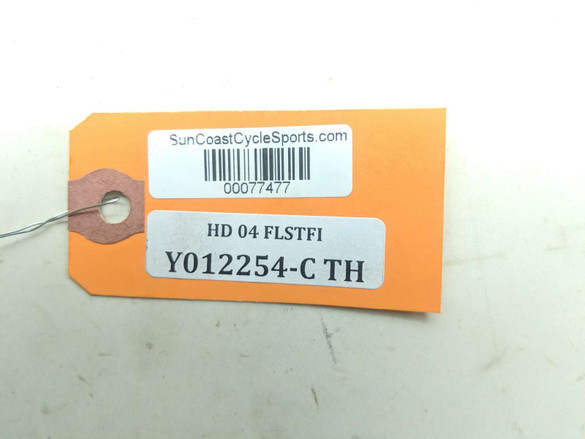 SunCoastCycleSports.com
00077477
HD 04 FLSTFI
Y012254-C TH